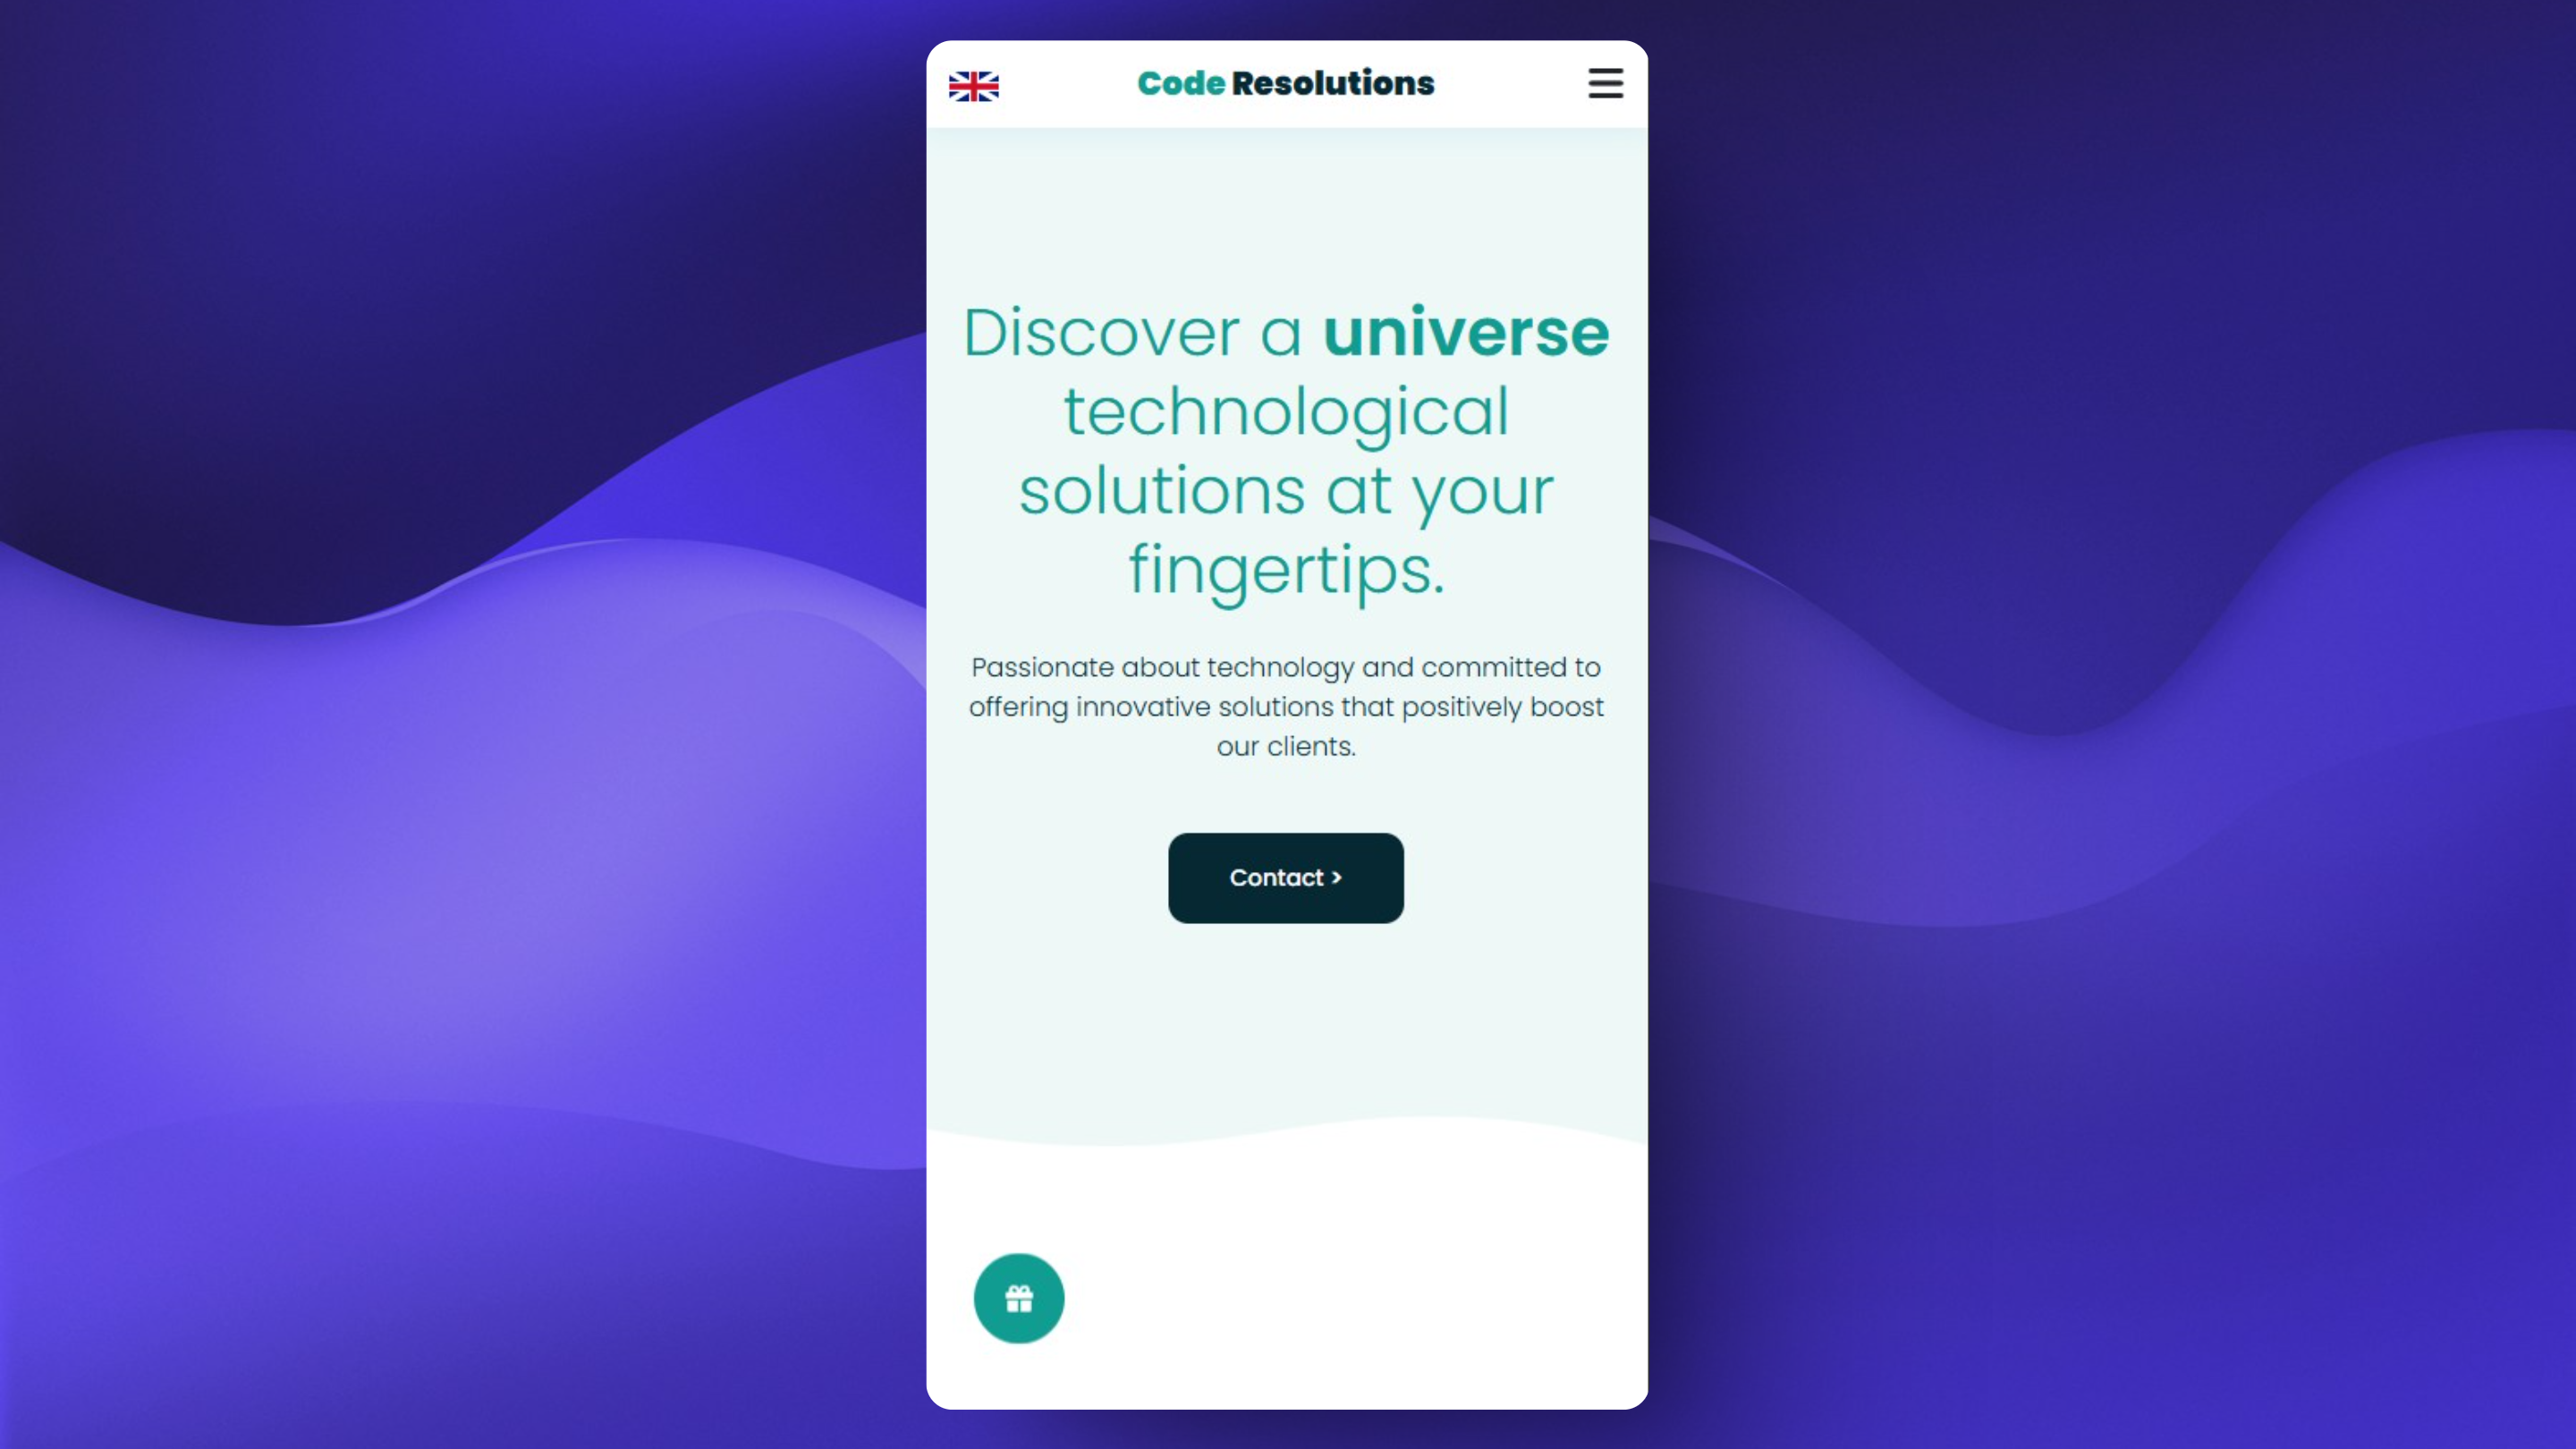 Code Resolutions
Discover a universe
technological
solutions at your
fingertips.
Passionate about technology and committed to
offering innovative solutions that positively boost
our clients.
Contact >